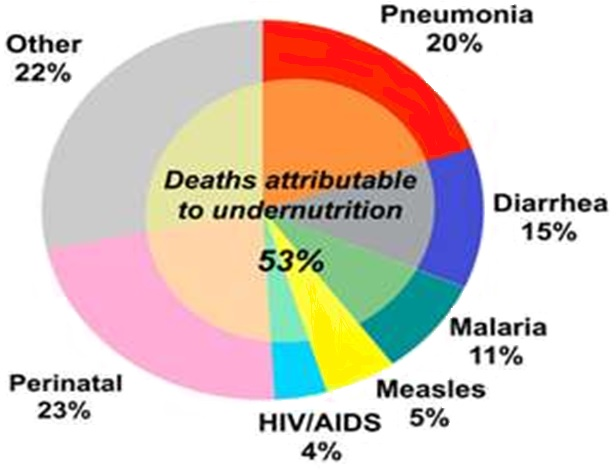 Pneumonia
20%
Other
22%
Deaths attributable
to undernutrition
53%
Diarrhea
15%
Malaria
11%
Measles
5%
HIV/AIDS
4%
Perinatal
23%